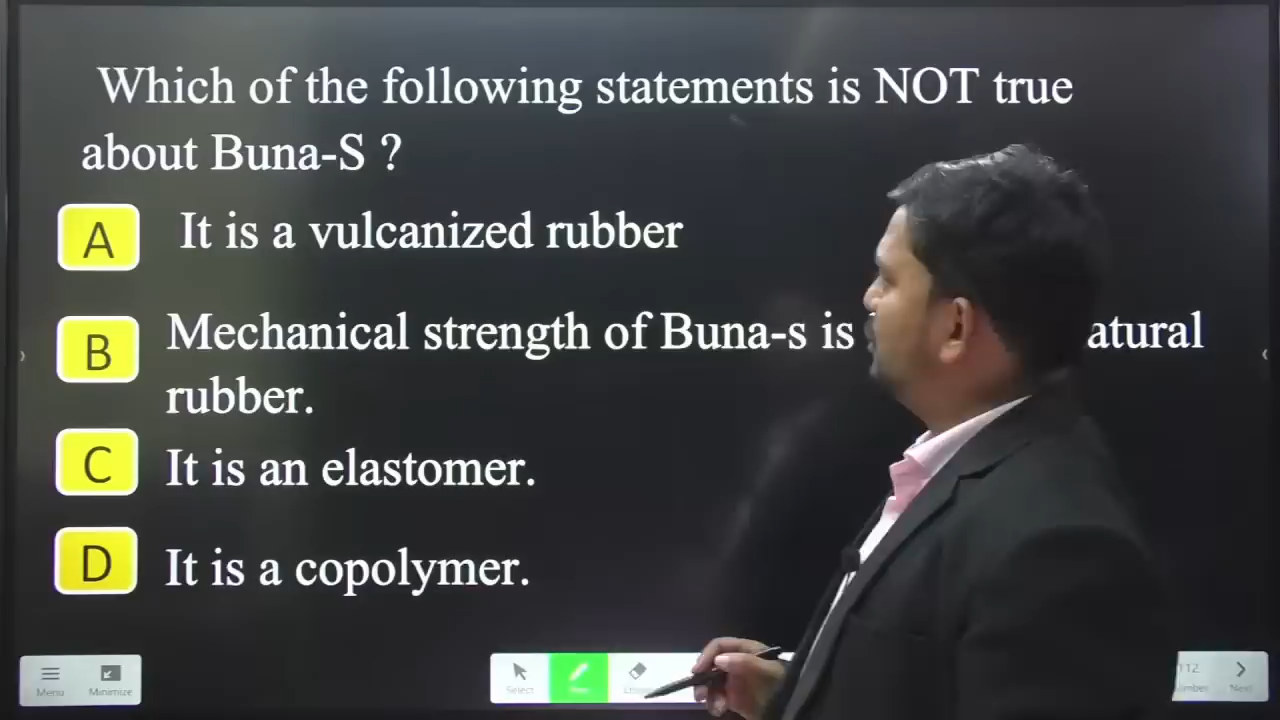 Which of the following statements is NOT true
about Buna-S ?
A It is a vulcanized rubber
B Mechanical strength of Buna-s is atural
rubber.
C It is an elastomer.
D It is a copolymer.
Menu Minimize Select 112 Next